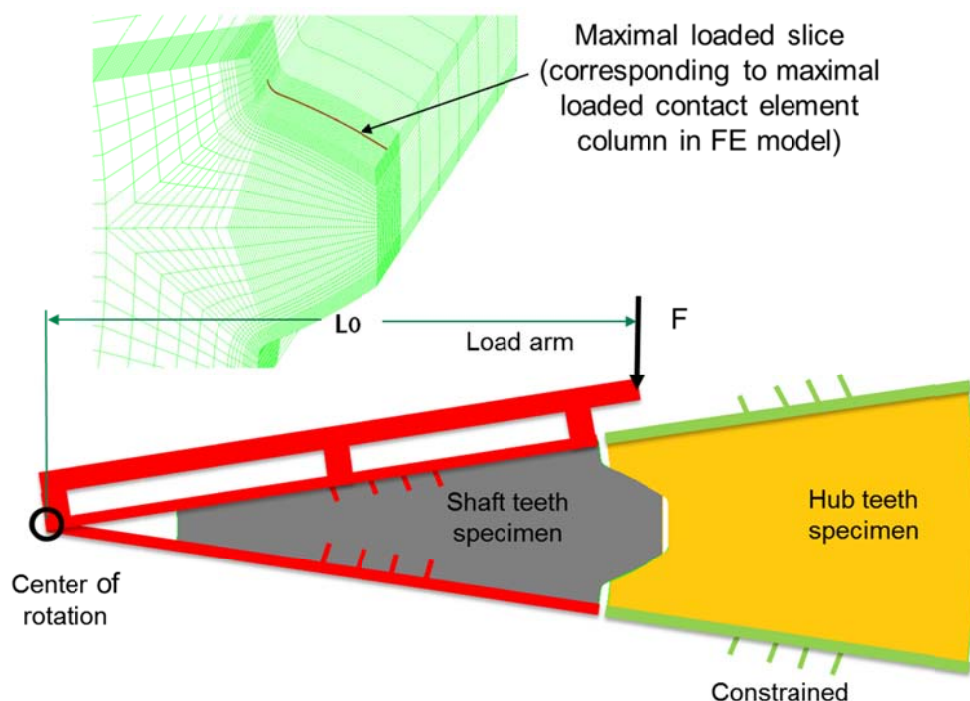 Maximal loaded slice
(corresponding to maximal
loaded contact element
column in FE model)
L0
Load arm
F
Shaft teeth
specimen
Hub teeth
specimen
Center of
rotation
Constrained